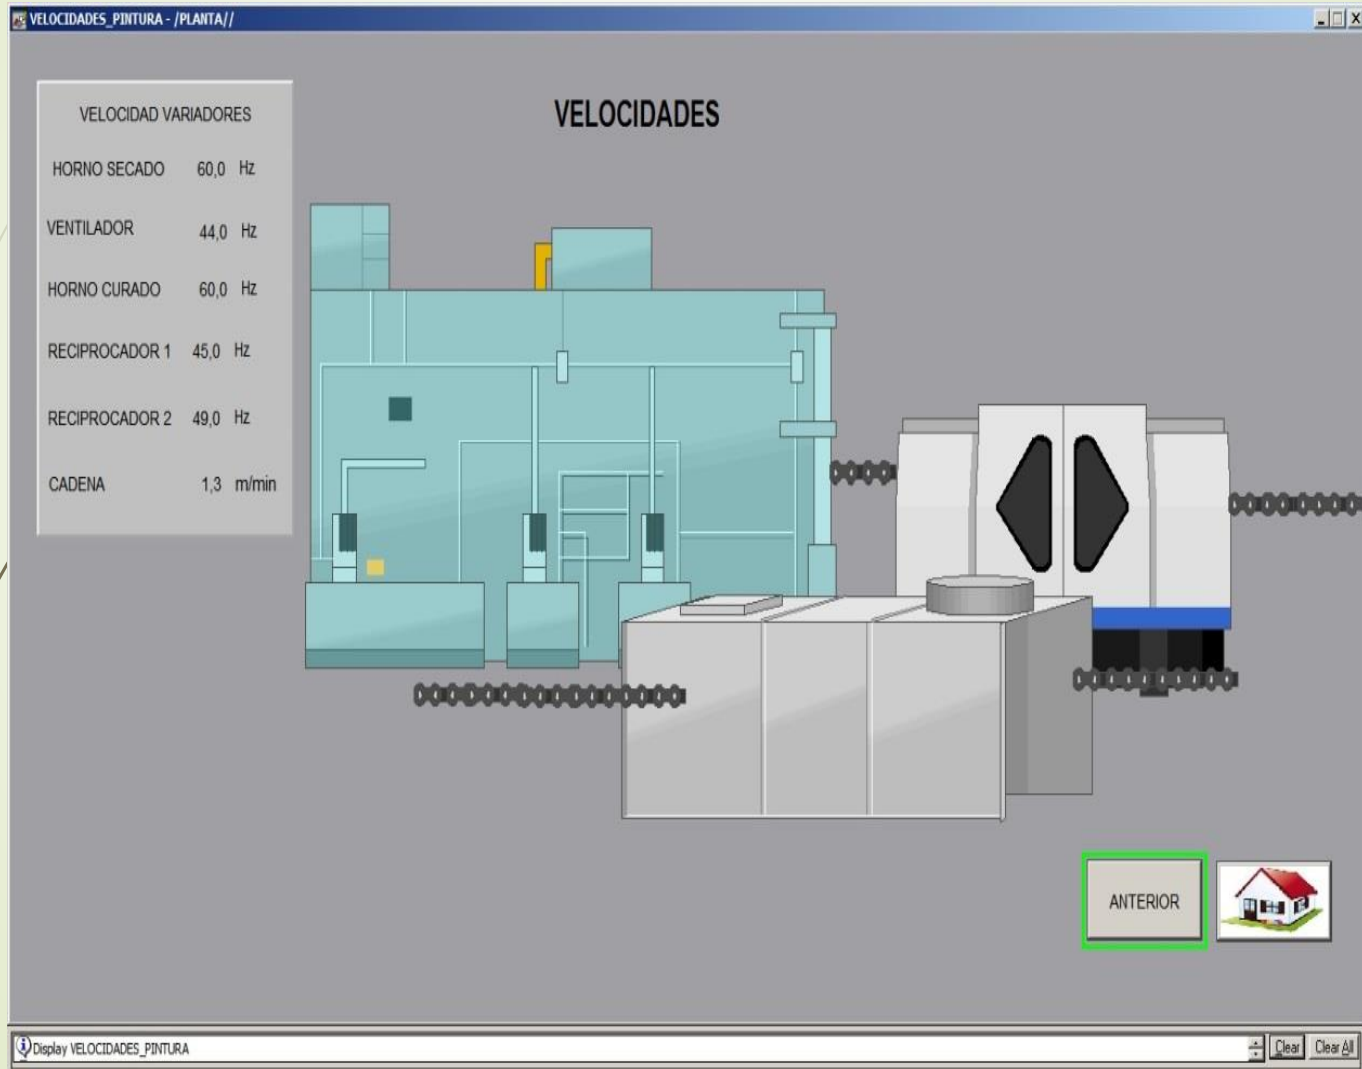 VELOCIDADES_PINTURA - /PLANTA//
VELOCIDADES
VELOCIDAD VARIADORES
HORNO SECADO 60,0 Hz
VENTILADOR 44,0 Hz
HORNO CURADO 60,0 Hz
RECIPROCADOR 1 45,0 Hz
RECIPROCADOR 2 49,0 Hz
CADENA 1,3 m/min
ANTERIOR
Display VELOCIDADES_PINTURA
Clear Clear All